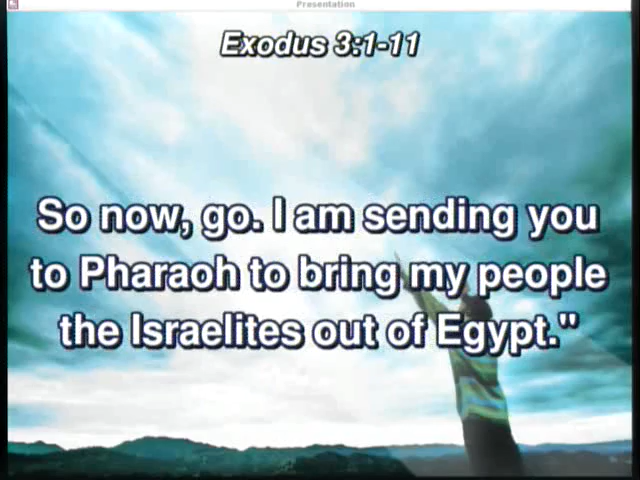 Presentation
Exodus 3:1-11
So now, go. I am sending you
to Pharaoh to bring my people
the Israelites out of Egypt."